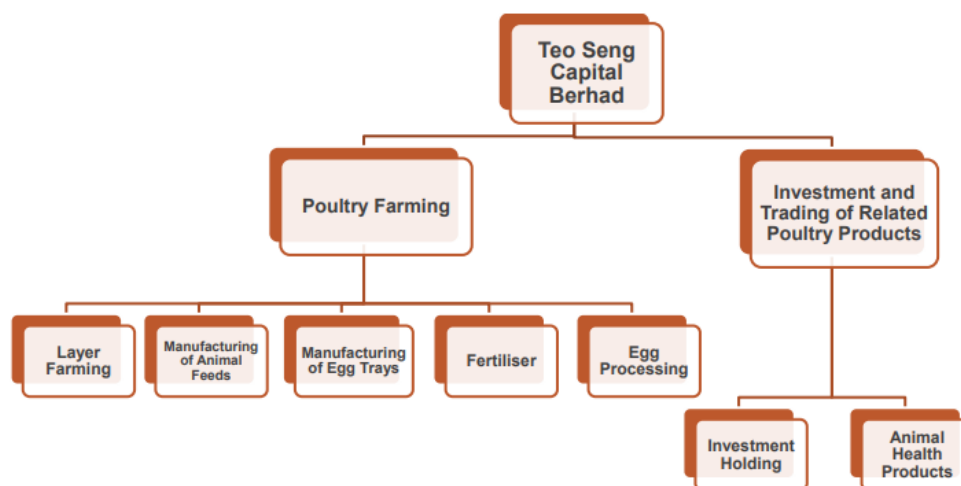 Teo Seng
Capital
Berhad
Poultry Farming
Investment and
Trading of Related
Poultry Products
Layer
Farming
Manufacturing
of Animal
Feeds
Manufacturing
of Egg Trays
Fertiliser
Egg
Processing
Investment
Holding
Animal
Health
Products